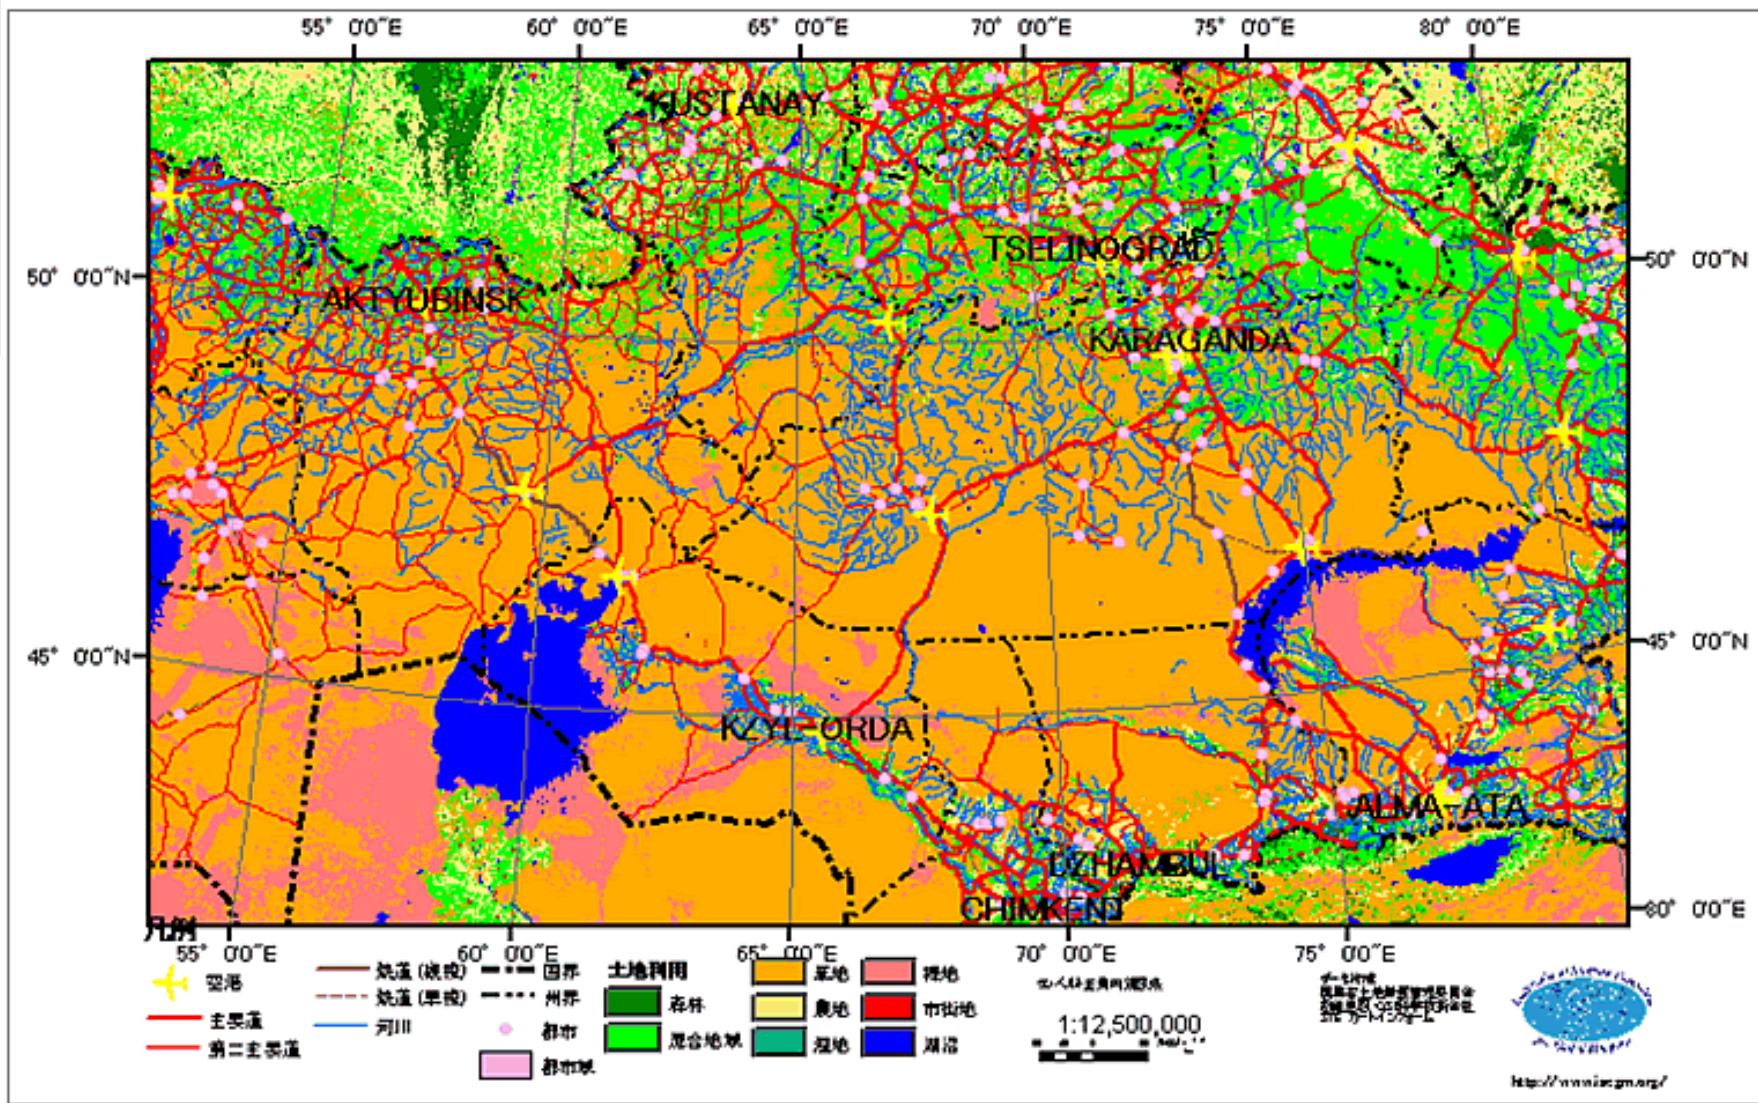 55° 0′0″E 60° 0′0″E 65° 0′0″E 70° 0′0″E 75° 0′0″E 80° 0′0″E
KUSTANAY
TSELINOGRAD
50° 0′0″N
50° 0′0″N
AKTYUBINSK
KARAGANDA
45° 0′0″N
45° 0′0″N
KZYL-ORDA
ALMA-ATA
DZHAMBUL
CHIMKENT
80° 0′0″E
凡例
55° 0′0″E 60° 0′0″E 65° 0′0″E 70° 0′0″E 75° 0′0″E
空港
主要道
第二主要道
鉄道 (複線)
鉄道 (単線)
河川
国界
州界
都市
都市域
土地利用
森林
混合地域
草地
農地
湿地
裸地
市街地
湖沼
1:12,500,000
http://www.iscgm.org/